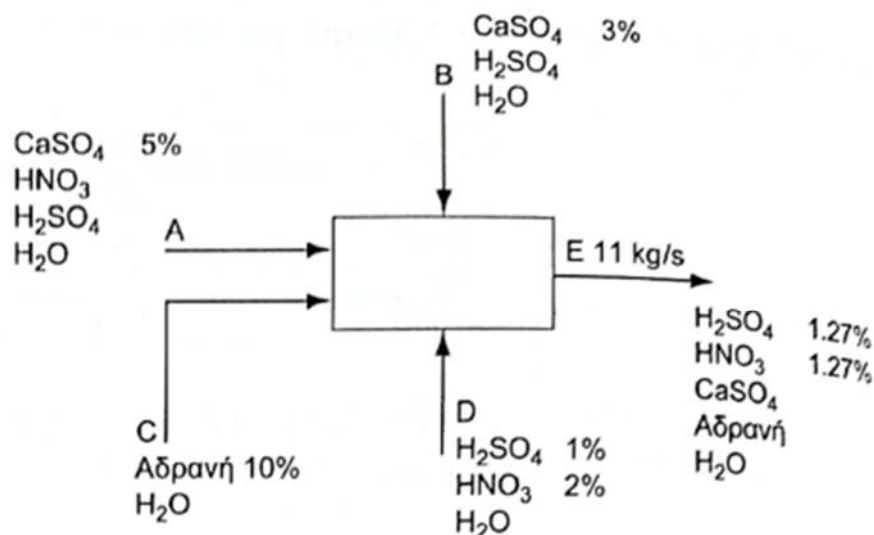 CaSO₄ 3%
H₂SO₄
H₂O
B
CaSO₄ 5%
HNO₃
H₂SO₄
H₂O
A
E 11 kg/s
H₂SO₄ 1.27%
HNO₃ 1.27%
CaSO₄
Αδρανή
H₂O
C
Αδρανή 10%
H₂O
D
H₂SO₄ 1%
HNO₃ 2%
H₂O